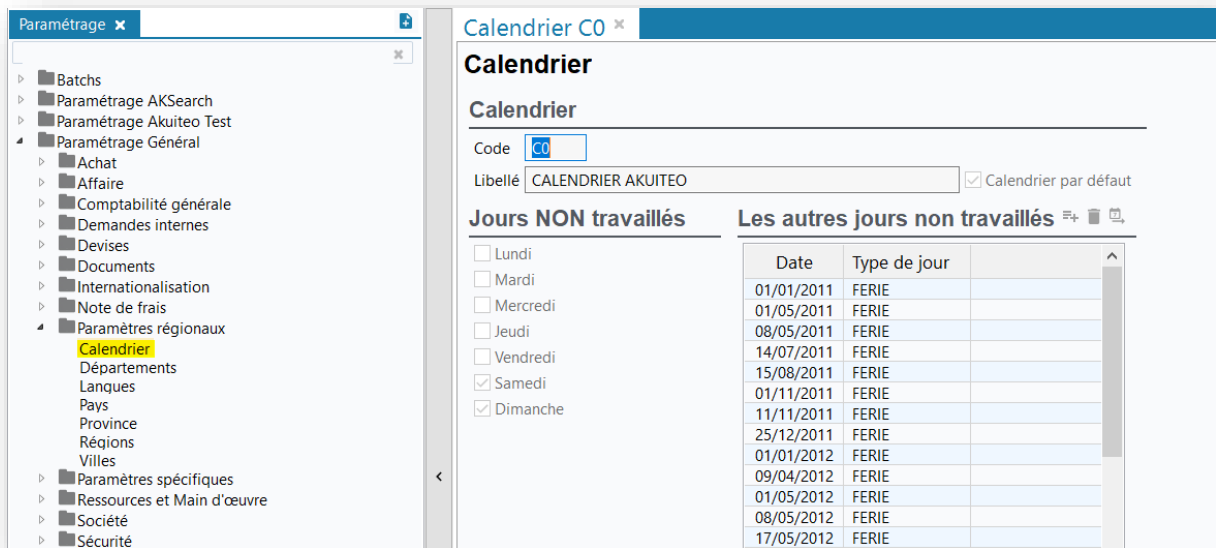 Paramétrage
Batchs
Paramétrage AKSearch
Paramétrage Akuiteo Test
Paramétrage Général
Achat
Affaire
Comptabilité générale
Demandes internes
Devises
Documents
Internationalisation
Note de frais
Paramètres régionaux
Calendrier
Départements
Langues
Pays
Province
Régions
Villes
Paramètres spécifiques
Ressources et Main d'œuvre
Société
Sécurité
Calendrier C0
Calendrier
Calendrier
Code C0
Libellé CALENDRIER AKUITEO Calendrier par défaut
Jours NON travaillés
Lundi
Mardi
Mercredi
Jeudi
Vendredi
Samedi
Dimanche
Les autres jours non travaillés
Date Type de jour
01/01/2011 FERIE
01/05/2011 FERIE
08/05/2011 FERIE
14/07/2011 FERIE
15/08/2011 FERIE
01/11/2011 FERIE
11/11/2011 FERIE
25/12/2011 FERIE
01/01/2012 FERIE
09/04/2012 FERIE
01/05/2012 FERIE
08/05/2012 FERIE
17/05/2012 FERIE